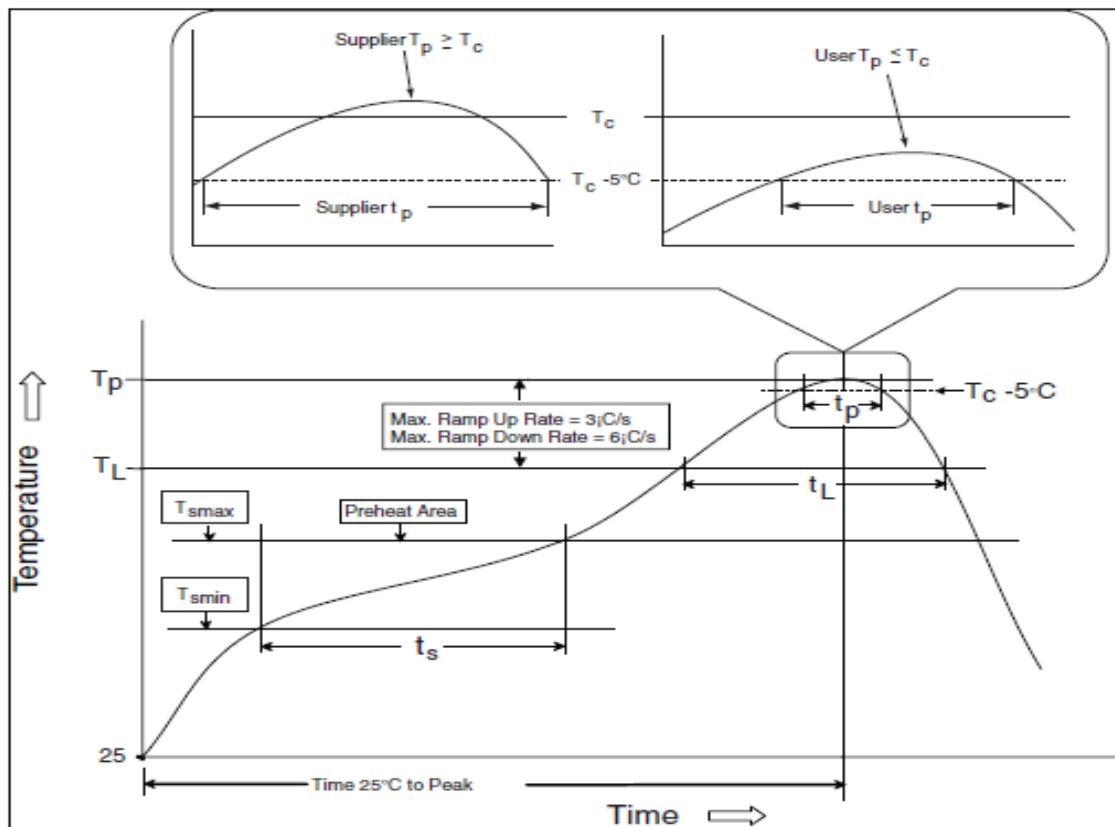 Supplier Tp ≥ Tc
User Tp ≤ Tc
Tc
Tc -5°C
Supplier tp
User tp
Tp
Tc -5°C
tp
Max. Ramp Up Rate = 3¡C/s
Max. Ramp Down Rate = 6¡C/s
TL
tL
Tsmax
Preheat Area
Tsmin
ts
Temperature
25
Time 25°C to Peak
Time